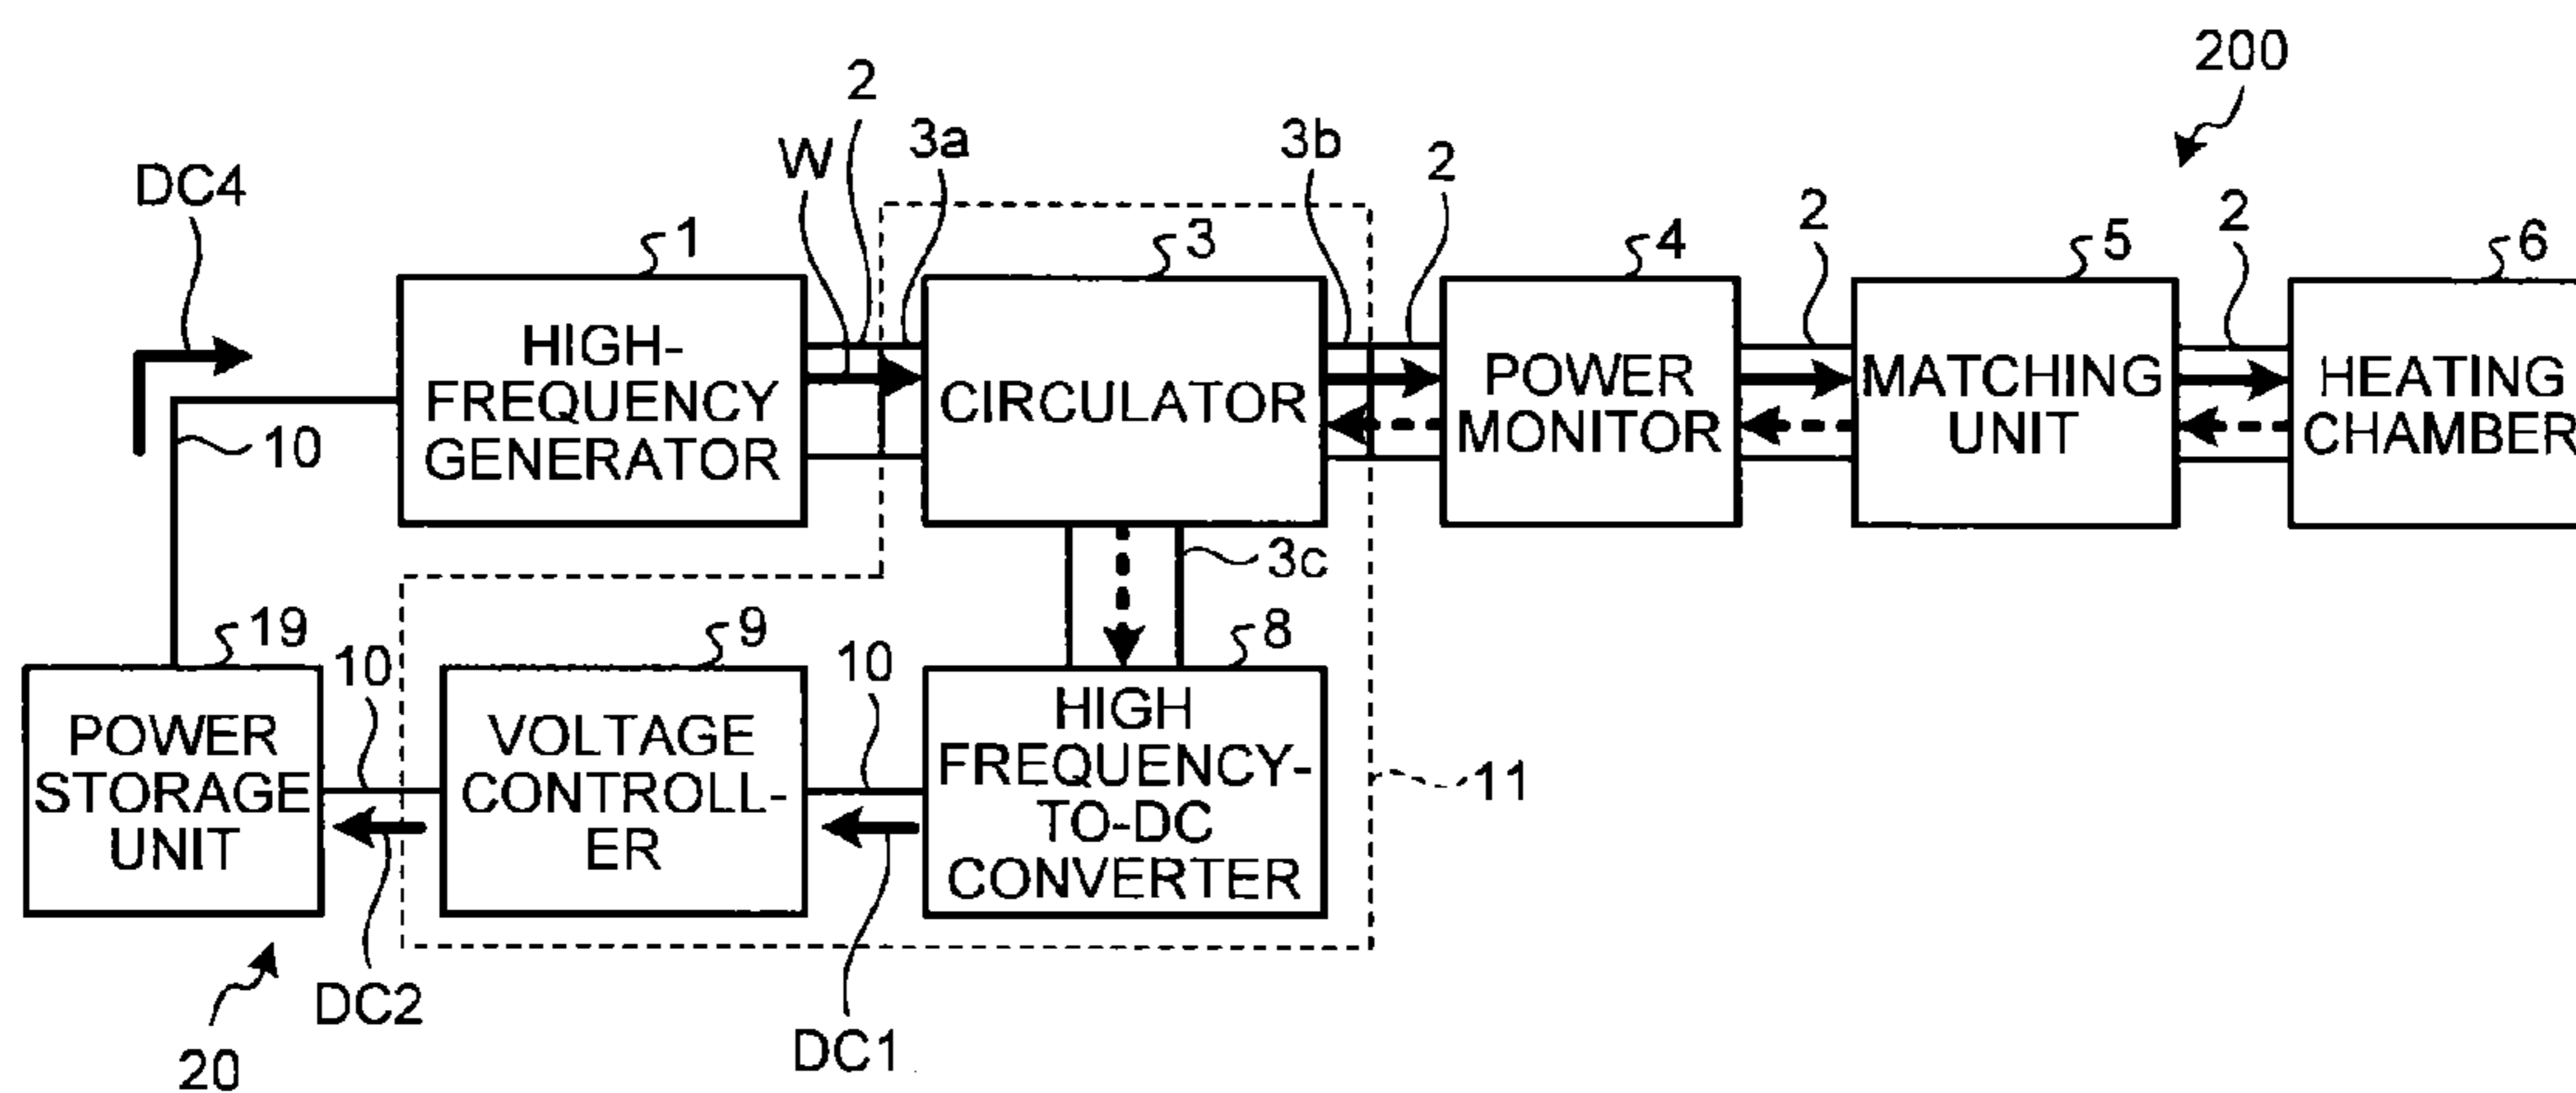 200
2
W
3a
3b
2
DC4
2
2
1
3
4
5
6
HIGH-
FREQUENCY
GENERATOR
CIRCULATOR
POWER
MONITOR
MATCHING
UNIT
HEATING
CHAMBER
10
3c
19
10
9
10
8
POWER
STORAGE
UNIT
VOLTAGE
CONTROLL-
ER
HIGH
FREQUENCY-
TO-DC
CONVERTER
11
DC2
DC1
20